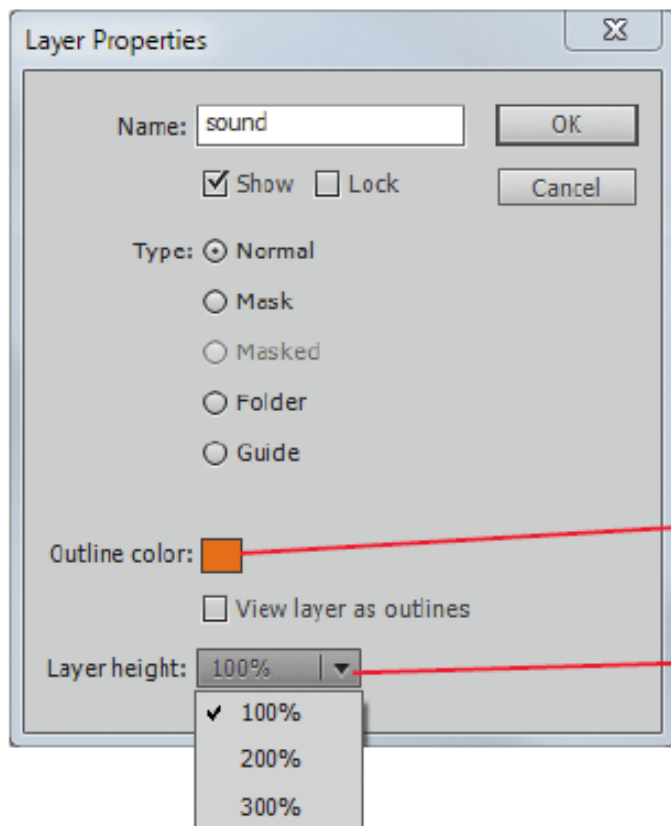 Layer Properties
Name: sound OK
Show Lock Cancel
Type: Normal
Mask
Masked
Folder
Guide
Outline color:
View layer as outlines
Layer height: 100%
100%
200%
300%